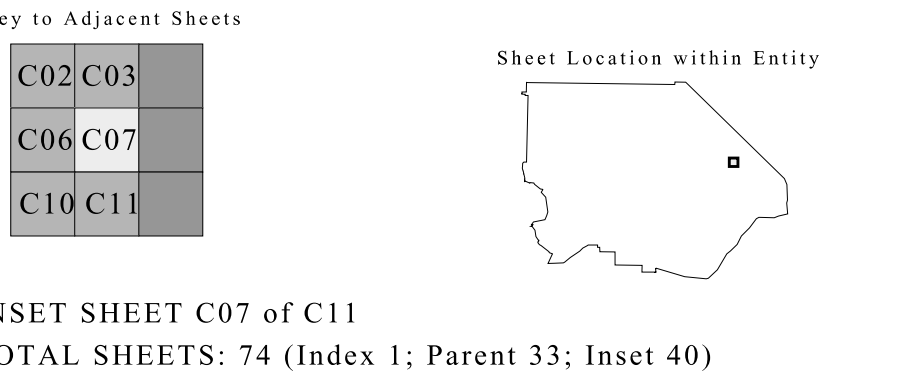 ey to Adjacent Sheets
Sheet Location within Entity
C02 C03
C06 C07
C10 C11
NSET SHEET C07 of C11
OTAL SHEETS: 74 (Index 1; Parent 33; Inset 40)